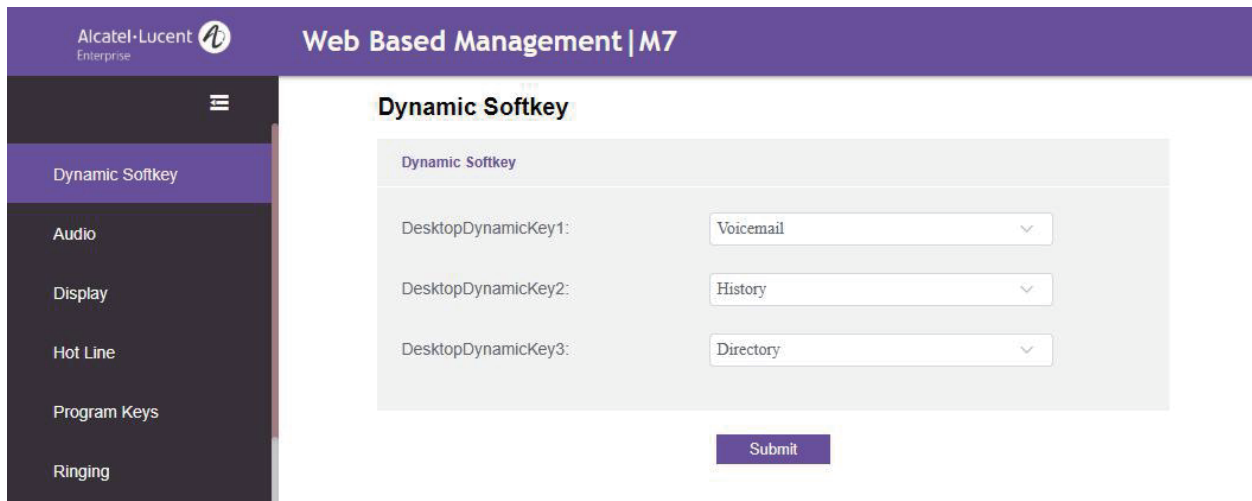 Alcatel·Lucent
Enterprise
Web Based Management|M7
Dynamic Softkey
Audio
Display
Hot Line
Program Keys
Ringing
Dynamic Softkey
Dynamic Softkey
DesktopDynamicKey1: Voicemail
DesktopDynamicKey2: History
DesktopDynamicKey3: Directory
Submit